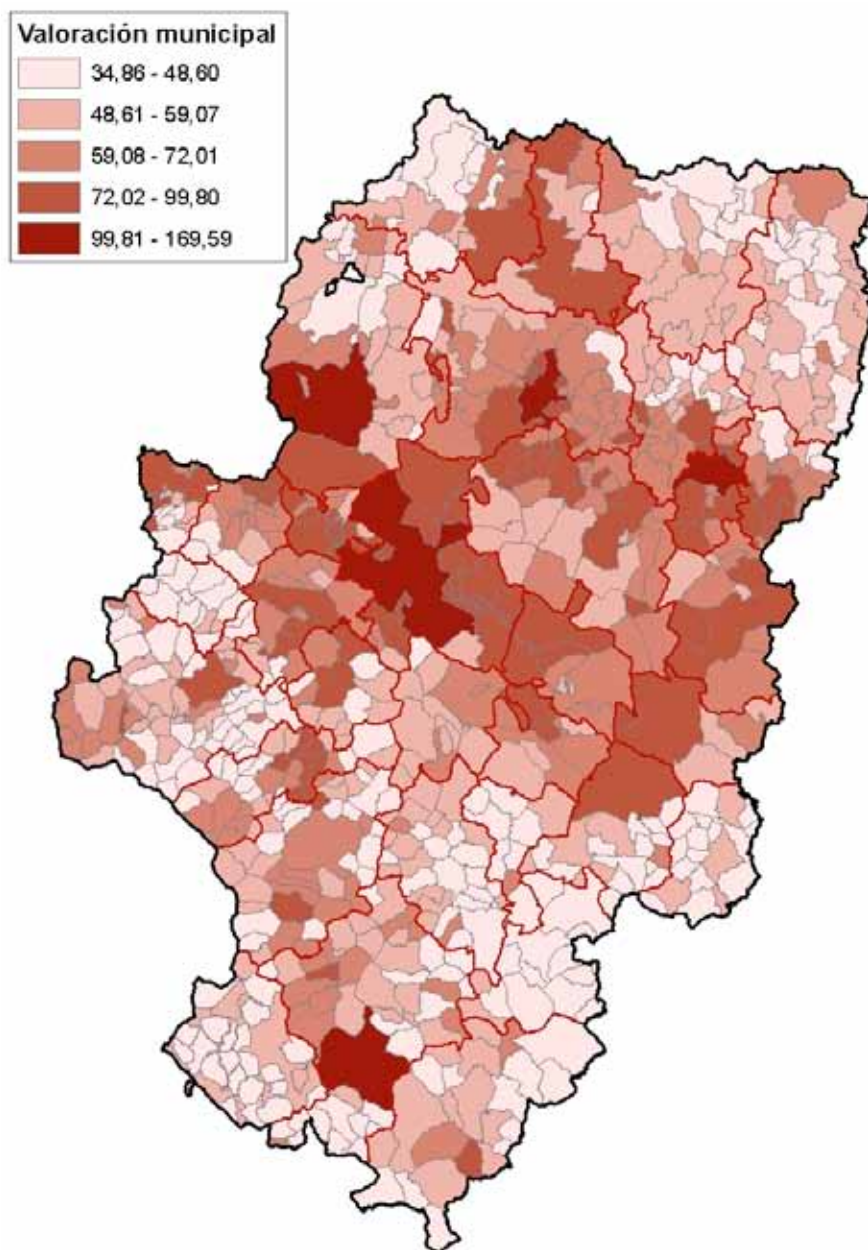 Valoración municipal
34,86 - 48,60
48,61 - 59,07
59,08 - 72,01
72,02 - 99,80
99,81 - 169,59